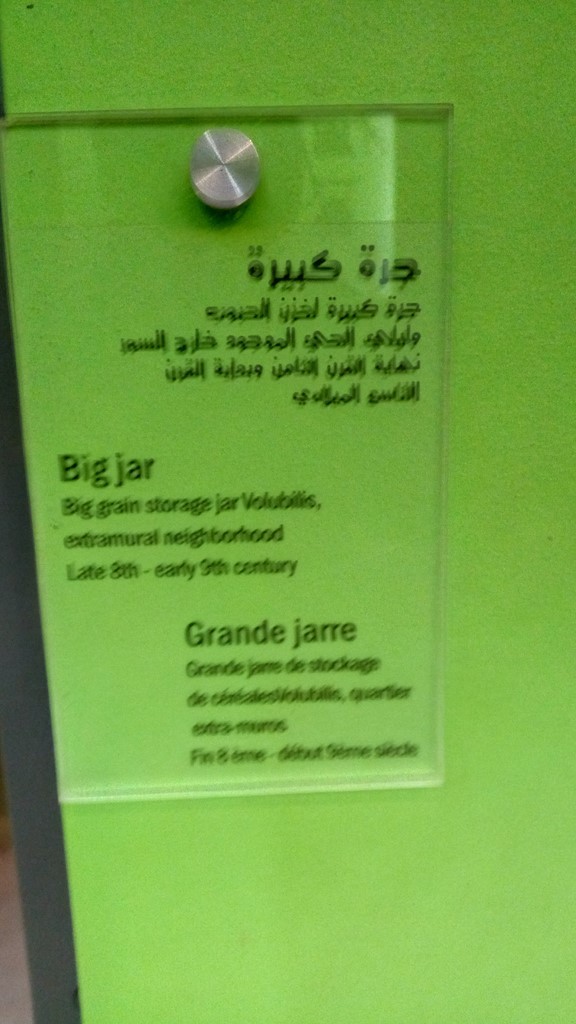 جرة كبيرة
جرة كبيرة لخزن الحبوب
وليلي الحي الموجود خارج السور
نهاية القرن الثامن وبداية القرن
التاسع الميلادي
Big jar
Big grain storage jar Volubilis,
extramural neighborhood
Late 8th - early 9th century
Grande jarre
Grande jarre de stockage
de céréalesVolubilis, quartier
extra-muros
Fin 8 ème - début 9ème siècle